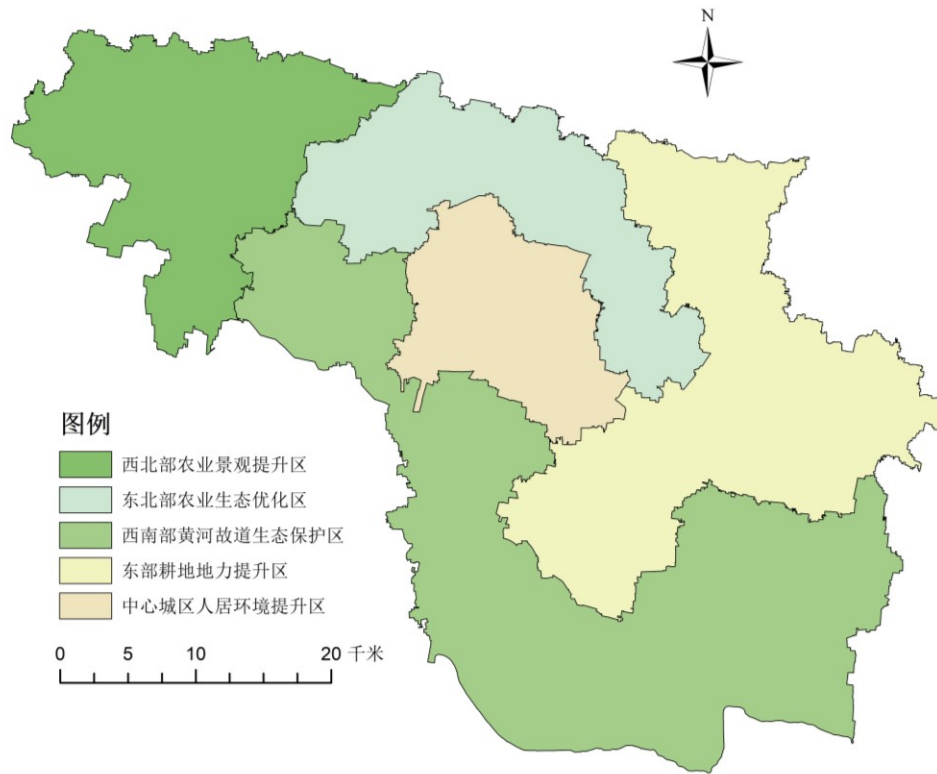 N
图例
西北部农业景观提升区
东北部农业生态优化区
西南部黄河故道生态保护区
东部耕地地力提升区
中心城区人居环境提升区
0 5 10 20 千米